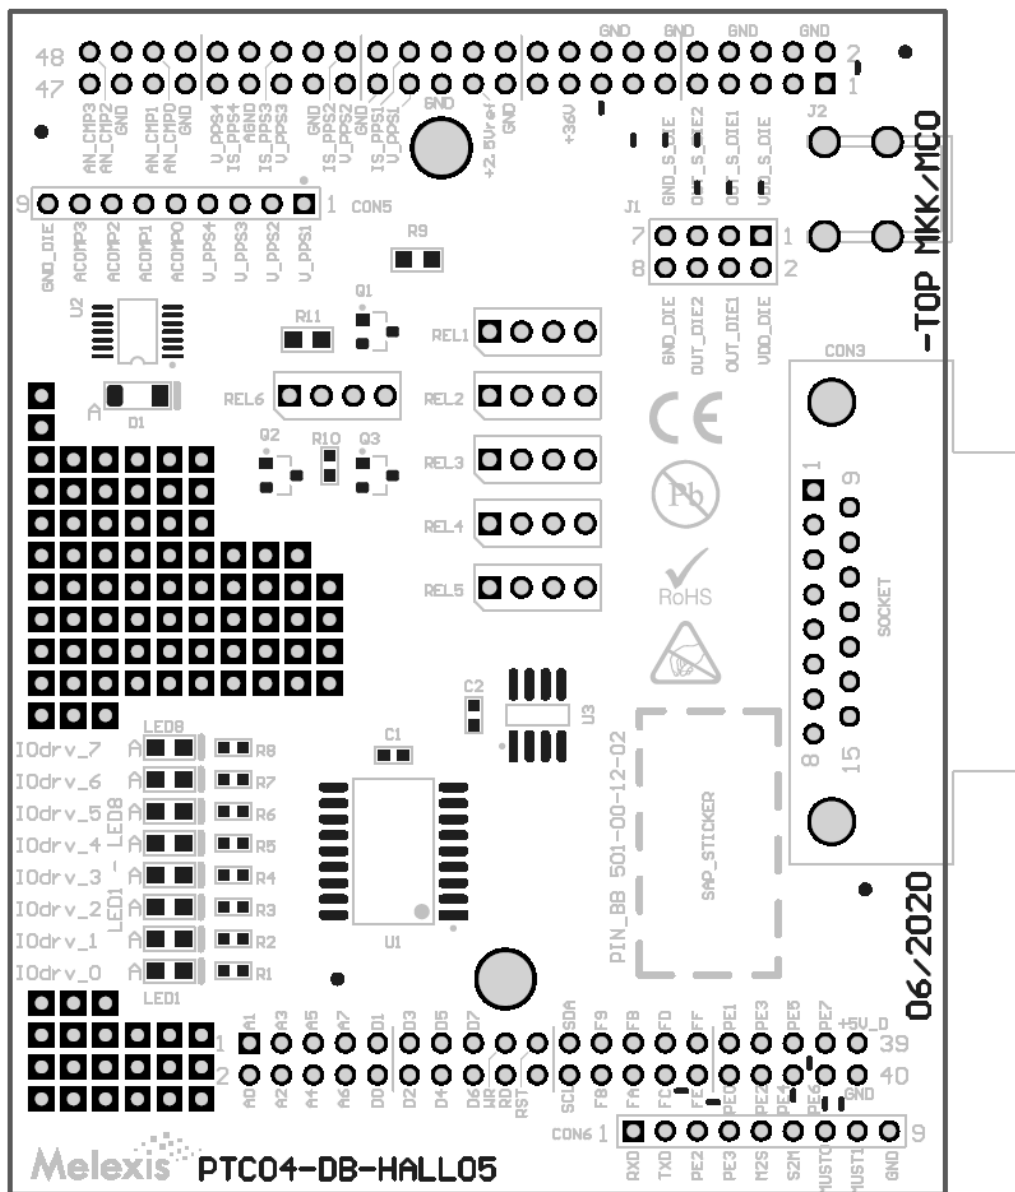 GND GND GND GND
48 2
47 1
AN_CMP3 AN_CMP2 GND AN_CMP1 AN_CMP0 GND V_PPS4 IS_PPS4 AGND IS_PPS3 V_PPS3 GND IS_PPS2 V_PPS2 GND IS_PPS1 V_PPS1 GND +2.5Vref GND +36V
GND_S_DIE OUT_S_DIE2 OUT_S_DIE1 VDD_S_DIE
J2
-TOP MKK/MCO
9 1 CON5
GND_DIE ACOMP3 ACOMP2 ACOMP1 ACOMP0 V_PPS4 V_PPS3 V_PPS2 V_PPS1
J1
7 1
8 2
GND_DIE OUT_DIE2 OUT_DIE1 VDD_DIE
R9
U2
Q1
R11
REL1
CON3
A
D1
REL6
REL2
CE
Q2
R10
Q3
REL3
Pb
1 9
REL4
REL5
RoHS
SOCKET
8 15
C2
U3
C1
LED8
IOdrv_7 A R8
IOdrv_6 A R7
IOdrv_5 A R6
IOdrv_4 A R5
IOdrv_3 A R4
IOdrv_2 A R3
IOdrv_1 A R2
IOdrv_0 A R1
LED1 - LED8
LED1
U1
PIN_BB 501-00-12-02
SAP_STICKER
06/2020
A1 A3 A5 A7 D1 D3 D5 D7 SDA F9 FB FD FF PE1 PE3 PE5 PE7 +5V_D
1 39
2 40
A0 A2 A4 A6 D0 D2 D4 D6 WR RD RST SCL F8 FA FC FE PE0 PE2 PE4 PE6 GND
CON6 1 9
RXD TXD PE2 PE3 M2S S2M MUST0 MUST1 GND
Melexis PTC04-DB-HALL05